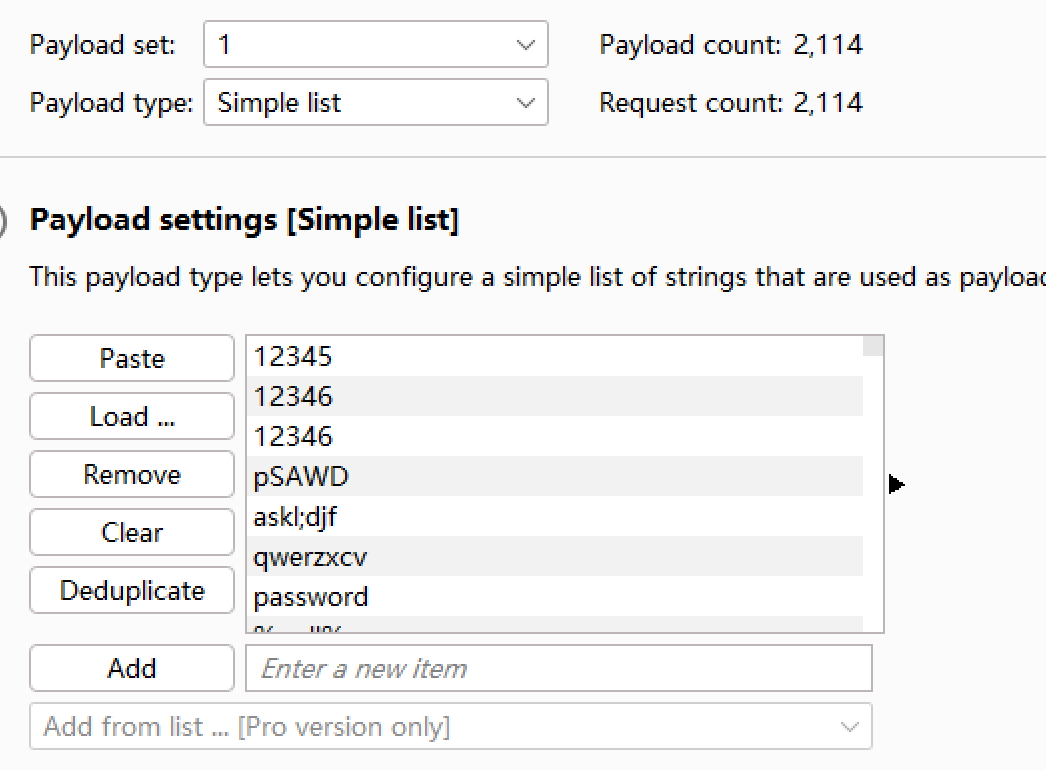 Payload set: 1 Payload count: 2,114
Payload type: Simple list Request count: 2,114
Payload settings [Simple list]
This payload type lets you configure a simple list of strings that are used as
Paste
Load ...
Remove
Clear
Deduplicate
12345
12346
12346
pSAWD
askl;djf
qwerzxcv
password
Add Enter a new item
Add from list ... [Pro version only]